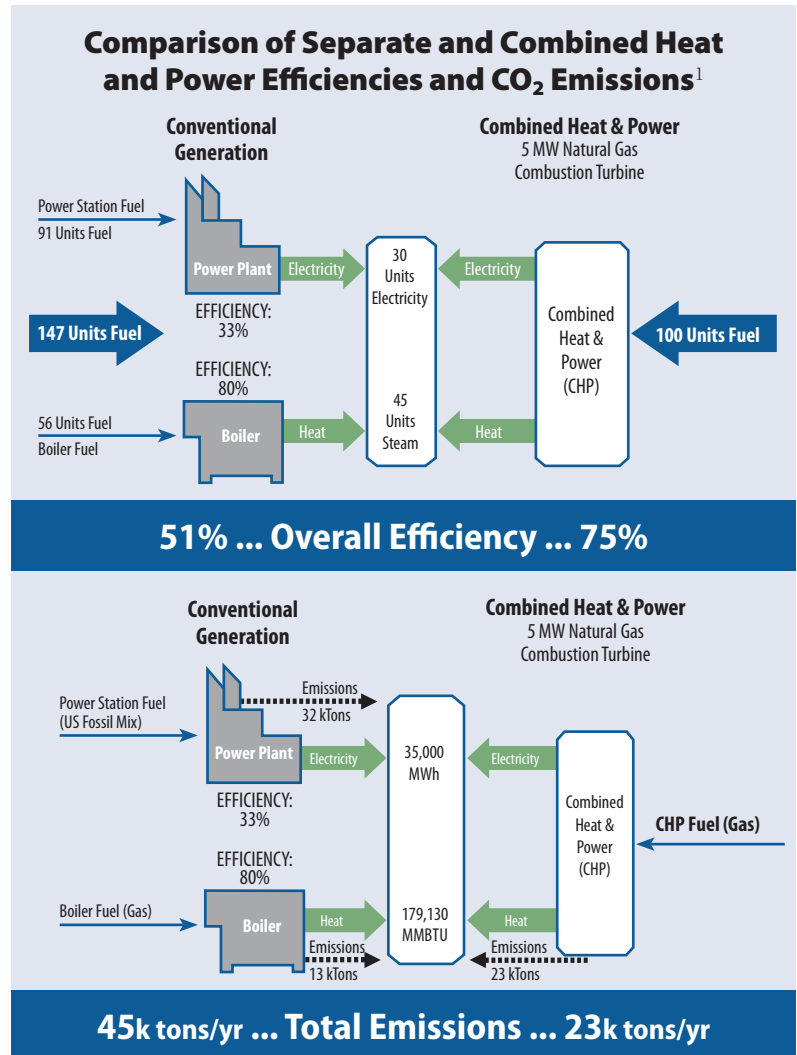 Comparison of Separate and Combined Heat
and Power Efficiencies and CO₂ Emissions¹
Conventional
Generation
Combined Heat & Power
5 MW Natural Gas
Combustion Turbine
Power Station Fuel
91 Units Fuel
Power Plant
Electricity
30
Units
Electricity
Electricity
EFFICIENCY:
33%
147 Units Fuel
Combined
Heat &
Power
(CHP)
100 Units Fuel
EFFICIENCY:
80%
56 Units Fuel
Boiler Fuel
Boiler
Heat
45
Units
Steam
Heat
51% ... Overall Efficiency ... 75%
Conventional
Generation
Combined Heat & Power
5 MW Natural Gas
Combustion Turbine
Power Station Fuel
(US Fossil Mix)
Emissions
32 kTons
Power Plant
Electricity
35,000
MWh
Electricity
EFFICIENCY:
33%
Combined
Heat &
Power
(CHP)
CHP Fuel (Gas)
EFFICIENCY:
80%
Boiler Fuel (Gas)
Boiler
Heat
179,130
MMBTU
Heat
Emissions
13 kTons
Emissions
23 kTons
45k tons/yr ... Total Emissions ... 23k tons/yr